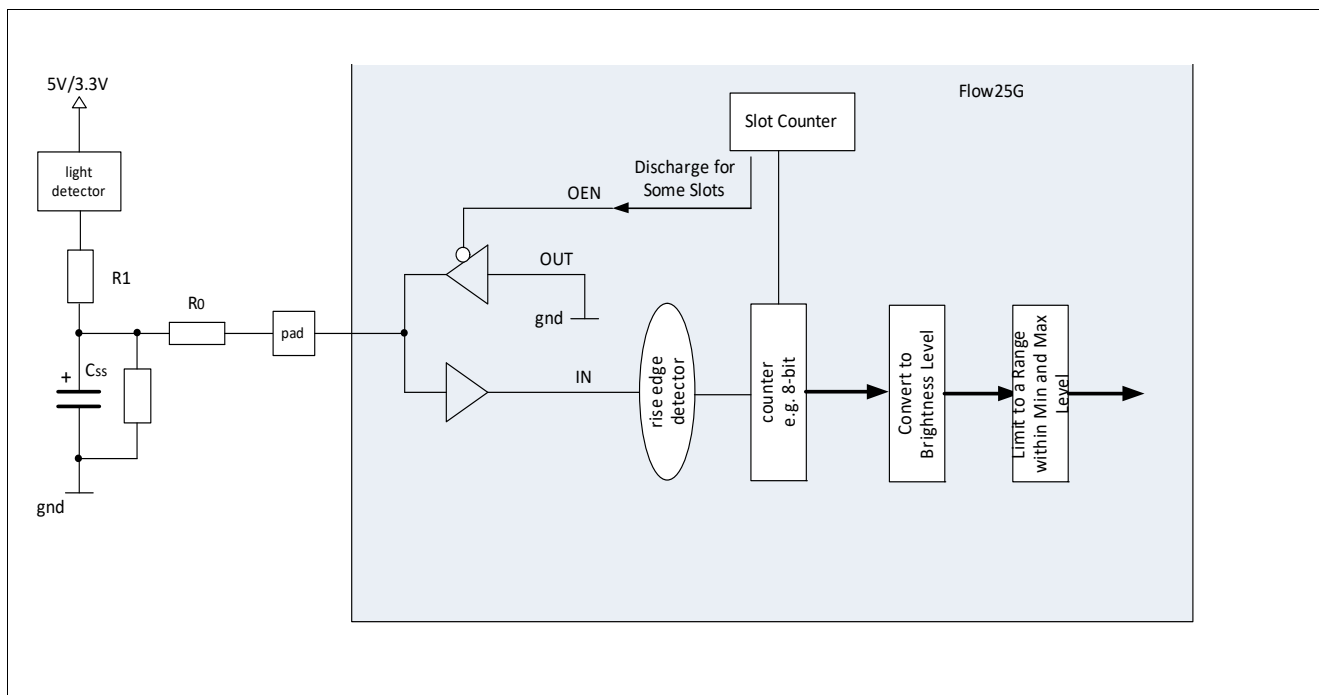 5V/3.3V
Flow25G
Slot Counter
light
detector
Discharge for
Some Slots
OEN
OUT
R1
R0
pad
gnd
Css
+
IN
rise edge
detector
counter
e.g. 8-bit
Convert to
Brightness Level
Limit to a Range
within Min and Max
Level
gnd